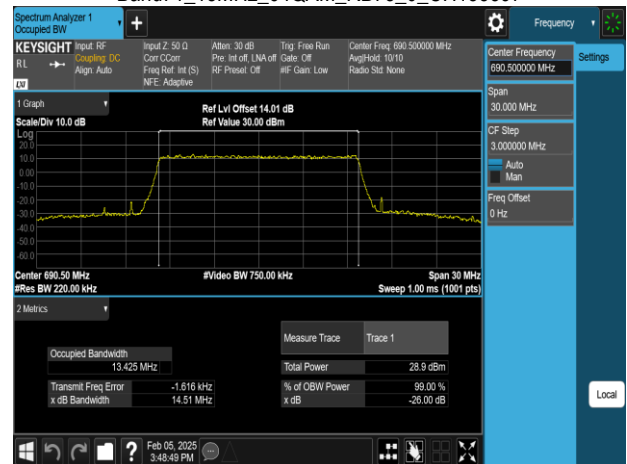 Spectrum Analyzer 1
Occupied BW
Frequency
KEYSIGHT
RL
LXI
Input: RF
Coupling: DC
Align: Auto
Input Z: 50 Ω
Corr CCorr
Freq Ref: Int (S)
NFE: Adaptive
Atten: 30 dB
Pre: Int off, LNA off
RF Preset: Off
Trig: Free Run
Gate: Off
#IF Gain: Low
Center Freq: 690.500000 MHz
Avg|Hold: 10/10
Radio Std: None
Center Frequency
690.500000 MHz
Settings
Span
30.000 MHz
CF Step
3.000000 MHz
Auto
Man
Freq Offset
0 Hz
Local
1 Graph
Scale/Div 10.0 dB
Ref Lvl Offset 14.01 dB
Ref Value 30.00 dBm
Log
20.0
10.0
0.00
-10.0
-20.0
-30.0
-40.0
-50.0
-60.0
Center 690.50 MHz
#Video BW 750.00 kHz
Span 30 MHz
#Res BW 220.00 kHz
Sweep 1.00 ms (1001 pts)
2 Metrics
Measure Trace
Trace 1
Occupied Bandwidth
13.425 MHz
Total Power
28.9 dBm
Transmit Freq Error
-1.616 kHz
% of OBW Power
99.00 %
x dB Bandwidth
14.51 MHz
x dB
-26.00 dB
Feb 05, 2025
3:48:49 PM